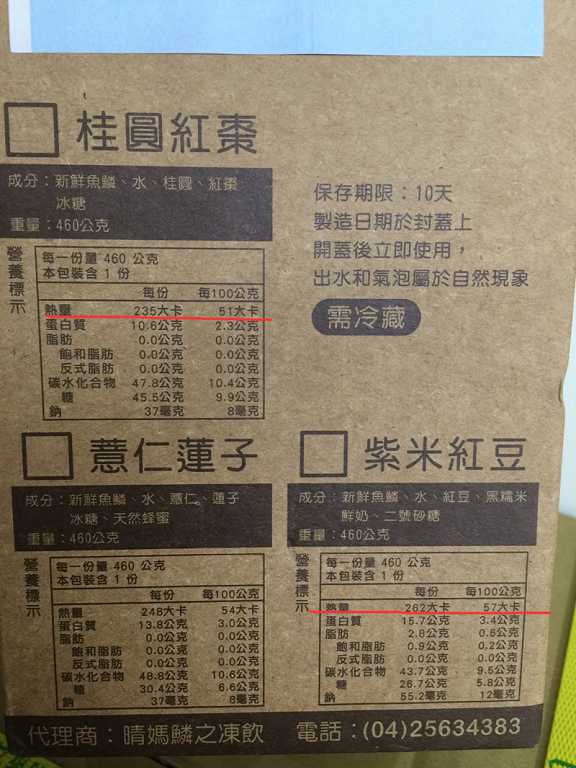 桂圓紅棗
成分：新鮮魚鱗、水、桂圓、紅棗
冰糖
重量：460公克
營養標示
每一份量 460 公克
本包裝含 1 份
每份 每100公克
熱量 235大卡 51大卡
蛋白質 10.6公克 2.3公克
脂肪 0.0公克 0.0公克
飽和脂肪 0.0公克 0.0公克
反式脂肪 0.0公克 0.0公克
碳水化合物 47.8公克 10.4公克
糖 45.5公克 9.9公克
鈉 37毫克 8毫克
保存期限：10天
製造日期於封蓋上
開蓋後立即使用，
出水和氣泡屬於自然現象
需冷藏
薏仁蓮子
成分：新鮮魚鱗、水、薏仁、蓮子
冰糖、天然蜂蜜
重量：460公克
營養標示
每一份量 460 公克
本包裝含 1 份
每份 每100公克
熱量 248大卡 54大卡
蛋白質 13.8公克 3.0公克
脂肪 0.0公克 0.0公克
飽和脂肪 0.0公克 0.0公克
反式脂肪 0.0公克 0.0公克
碳水化合物 48.8公克 10.6公克
糖 30.4公克 6.6公克
鈉 37毫克 8毫克
紫米紅豆
成分：新鮮魚鱗、水、紅豆、黑糯米
鮮奶、二號砂糖
重量：460公克
營養標示
每一份量 460 公克
本包裝含 1 份
每份 每100公克
熱量 262大卡 57大卡
蛋白質 15.7公克 3.4公克
脂肪 2.8公克 0.6公克
飽和脂肪 0.9公克 0.2公克
反式脂肪 0.0公克 0.0公克
碳水化合物 43.7公克 9.5公克
糖 26.7公克 5.8公克
鈉 55.2毫克 12毫克
代理商：晴媽鱗之凍飲 電話：(04)25634383